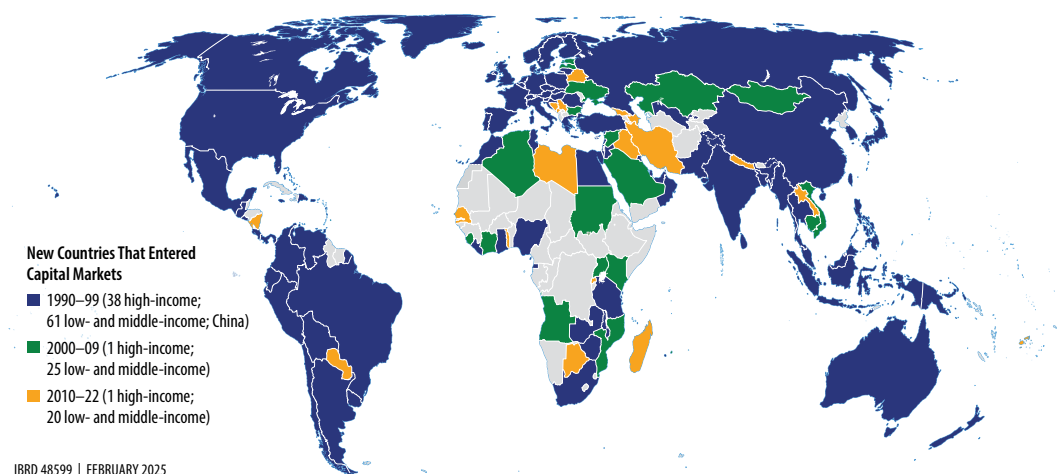 New Countries That Entered
Capital Markets
1990–99 (38 high-income;
61 low- and middle-income; China)
2000–09 (1 high-income;
25 low- and middle-income)
2010–22 (1 high-income;
20 low- and middle-income)
IBRD 48599 | FEBRUARY 2025